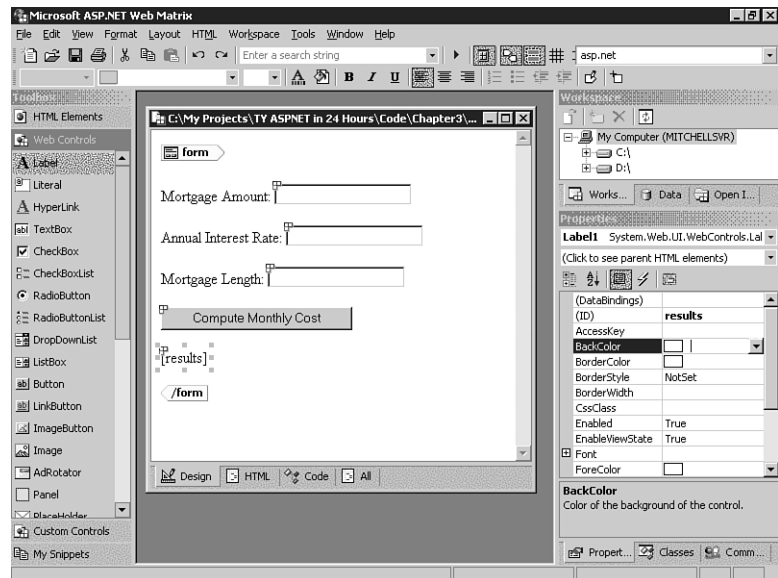 Microsoft ASP.NET Web Matrix
File Edit View Format Layout HTML Workspace Tools Window Help
Enter a search string
asp.net
A B I U
Toolbox
HTML Elements
Web Controls
Label
Literal
HyperLink
TextBox
CheckBox
CheckBoxList
RadioButton
RadioButtonList
DropDownList
ListBox
Button
LinkButton
ImageButton
Image
AdRotator
Panel
PlaceHolder
Custom Controls
My Snippets
C:\My Projects\TY ASPNET in 24 Hours\Code\Chapter3\...
form
Mortgage Amount:
Annual Interest Rate:
Mortgage Length:
Compute Monthly Cost
[results]
/form
Design HTML Code All
Workspace
My Computer (MITCHELLSVR)
C:\
D:\
Works... Data Open I...
Properties
Label1 System.Web.UI.WebControls.Lal
(Click to see parent HTML elements)
(DataBindings)
(ID) results
AccessKey
BackColor
BorderColor
BorderStyle NotSet
BorderWidth
CssClass
Enabled True
EnableViewState True
Font
ForeColor
BackColor
Color of the background of the control.
Propert... Classes Comm...